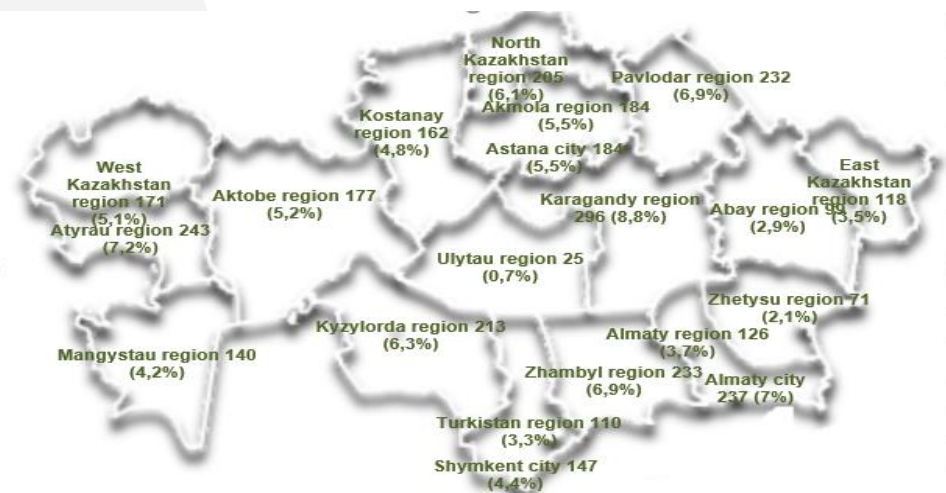 North
Kazakhstan
region 205
(6,1%)
Pavlodar region 232
(6,9%)
Kostanay
region 162
(4,8%)
Akmola region 184
(5,5%)
Astana city 184
(5,5%)
West
Kazakhstan
region 171
(5,1%)
Atyrau region 243
(7,2%)
Aktobe region 177
(5,2%)
Karagandy region
296 (8,8%)
Abay region 99
(2,9%)
East
Kazakhstan
region 118
(3,5%)
Ulytau region 25
(0,7%)
Zhetysu region 71
(2,1%)
Kyzylorda region 213
(6,3%)
Almaty region 126
(3,7%)
Mangystau region 140
(4,2%)
Zhambyl region 233
(6,9%)
Almaty city
237 (7%)
Turkistan region 110
(3,3%)
Shymkent city 147
(4,4%)